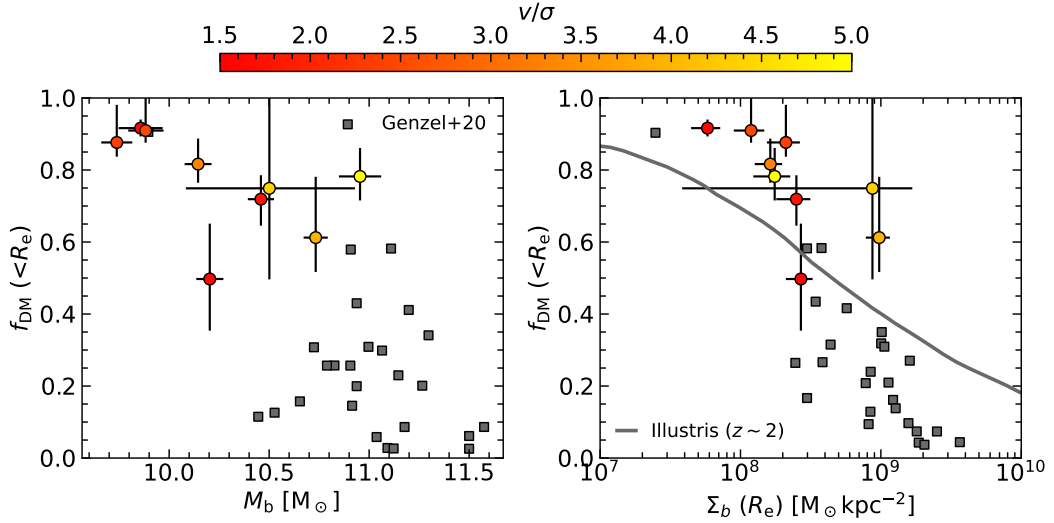 v/σ
1.5 2.0 2.5 3.0 3.5 4.0 4.5 5.0
1.0
0.8
0.6
0.4
0.2
0.0
f_DM (<R_e)
Genzel+20
10.0 10.5 11.0 11.5
M_b [M_⊙]
1.0
0.8
0.6
0.4
0.2
0.0
f_DM (<R_e)
Illustris (z ~ 2)
10^7 10^8 10^9 10^10
Σ_b (R_e) [M_⊙ kpc^−2]